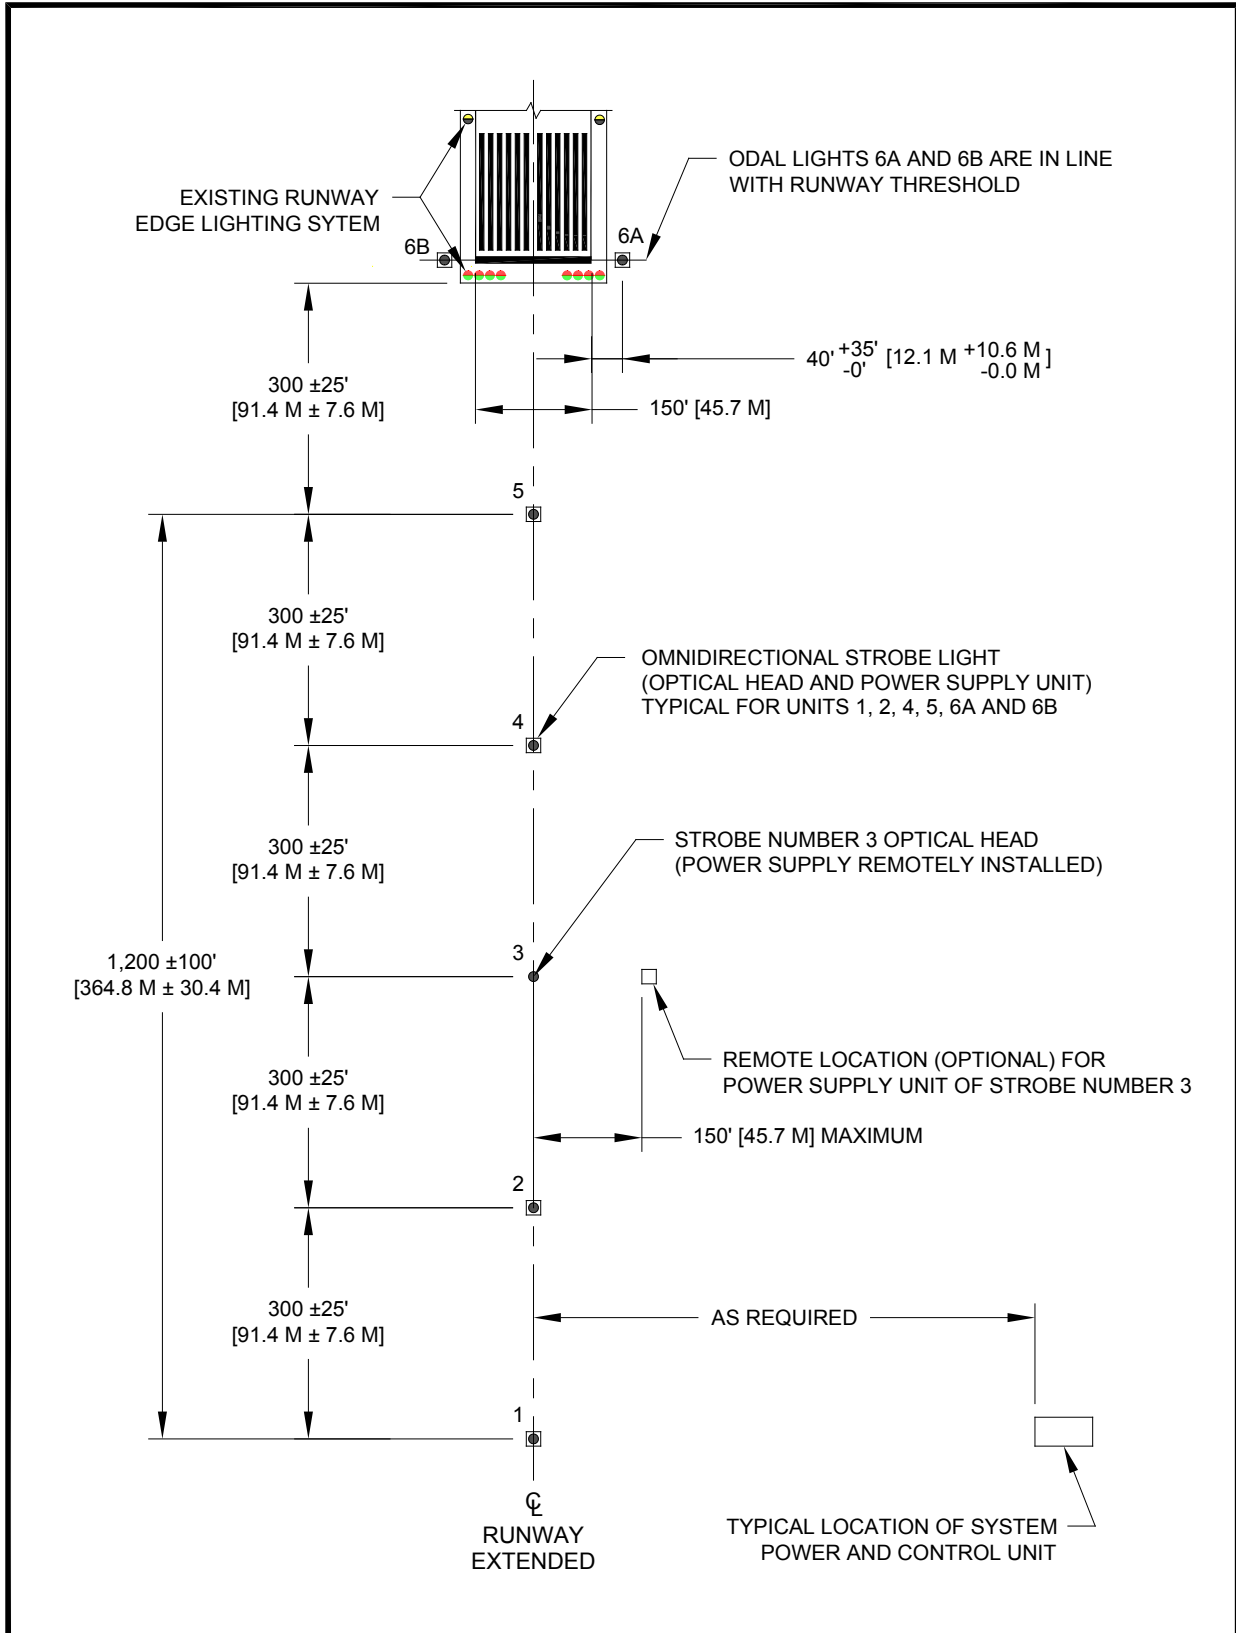 ODAL LIGHTS 6A AND 6B ARE IN LINE
WITH RUNWAY THRESHOLD
EXISTING RUNWAY
EDGE LIGHTING SYTEM
6B
6A
40' +35' -0' [12.1 M +10.6 M -0.0 M]
150' [45.7 M]
300 ±25'
[91.4 M ± 7.6 M]
5
300 ±25'
[91.4 M ± 7.6 M]
OMNIDIRECTIONAL STROBE LIGHT
(OPTICAL HEAD AND POWER SUPPLY UNIT)
TYPICAL FOR UNITS 1, 2, 4, 5, 6A AND 6B
4
300 ±25'
[91.4 M ± 7.6 M]
STROBE NUMBER 3 OPTICAL HEAD
(POWER SUPPLY REMOTELY INSTALLED)
3
1,200 ±100'
[364.8 M ± 30.4 M]
300 ±25'
[91.4 M ± 7.6 M]
REMOTE LOCATION (OPTIONAL) FOR
POWER SUPPLY UNIT OF STROBE NUMBER 3
150' [45.7 M] MAXIMUM
2
300 ±25'
[91.4 M ± 7.6 M]
AS REQUIRED
1
℄
RUNWAY
EXTENDED
TYPICAL LOCATION OF SYSTEM
POWER AND CONTROL UNIT